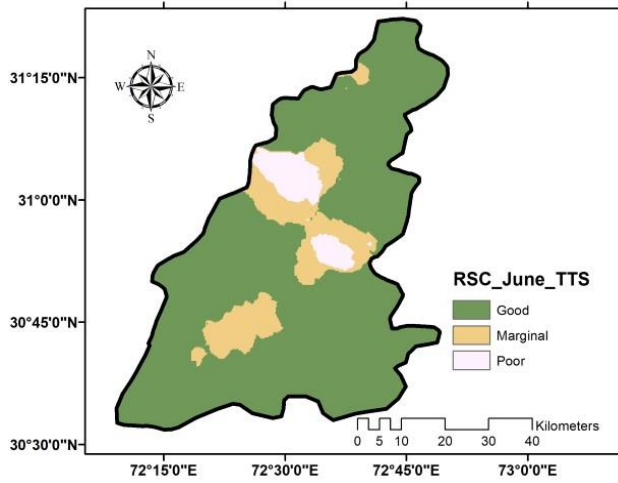 31°15'0"N
31°0'0"N
30°45'0"N
30°30'0"N
N
W E
S
RSC_June_TTS
Good
Marginal
Poor
Kilometers
0 5 10 20 30 40
72°15'0"E 72°30'0"E 72°45'0"E 73°0'0"E